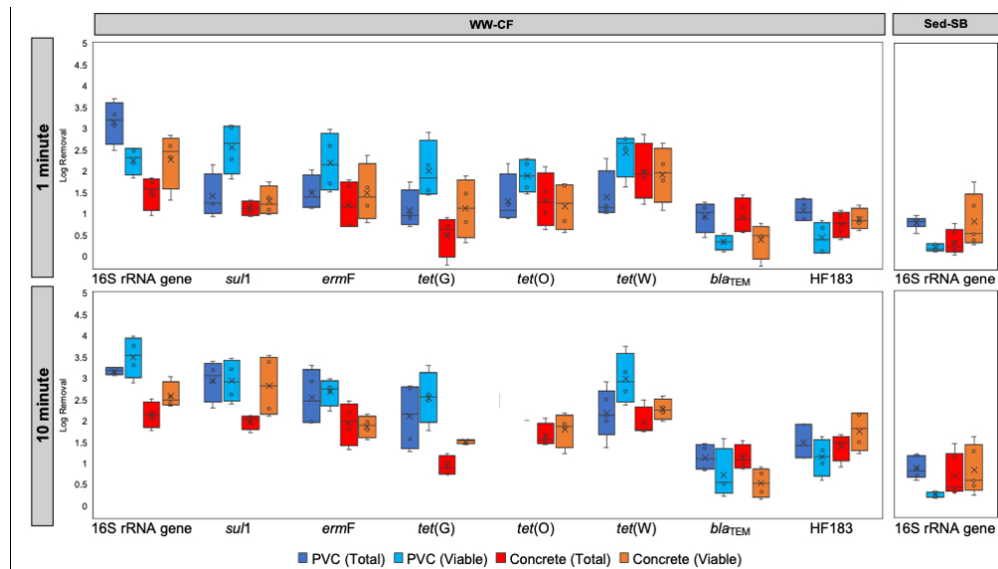 WW-CF
Sed-SB
1 minute
Log Removal
5
4.5
4
3.5
3
2.5
2
1.5
1
0.5
0
16S rRNA gene
sul1
ermF
tet(G)
tet(O)
tet(W)
blaTEM
HF183
16S rRNA gene
10 minute
Log Removal
5
4.5
4
3.5
3
2.5
2
1.5
1
0.5
0
16S rRNA gene
sul1
ermF
tet(G)
tet(O)
tet(W)
blaTEM
HF183
16S rRNA gene
PVC (Total) PVC (Viable) Concrete (Total) Concrete (Viable)